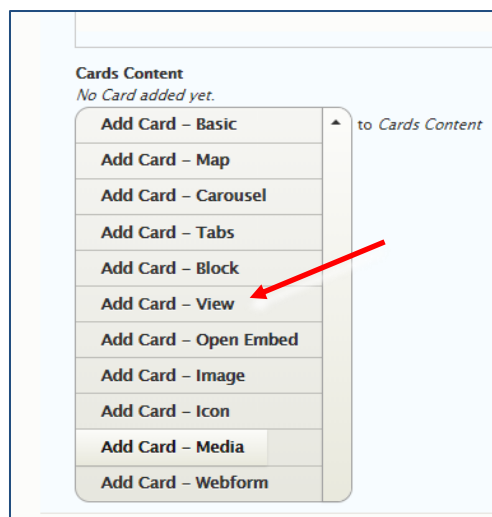 Cards Content
No Card added yet.
Add Card – Basic to Cards Content
Add Card – Map
Add Card – Carousel
Add Card – Tabs
Add Card – Block
Add Card – View
Add Card – Open Embed
Add Card – Image
Add Card – Icon
Add Card – Media
Add Card – Webform